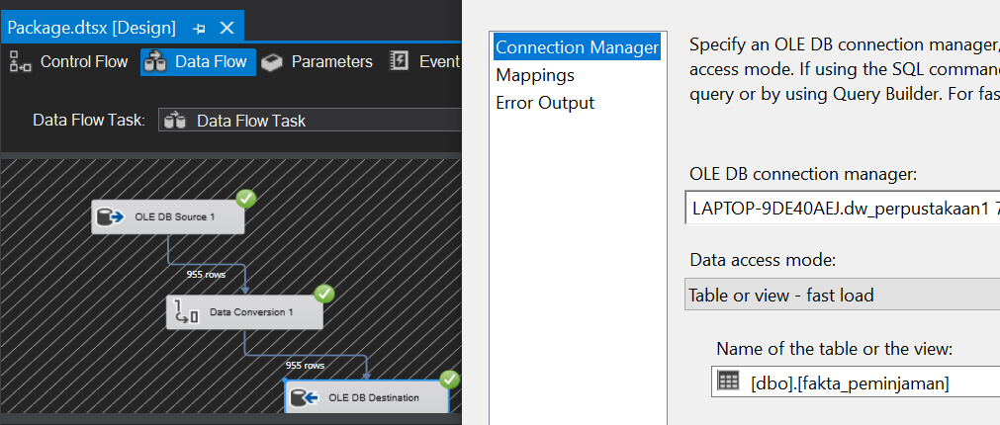 Package.dtsx [Design]
Control Flow
Data Flow
Parameters
Event
Data Flow Task:
Data Flow Task
OLE DB Source 1
955 rows
Data Conversion 1
955 rows
OLE DB Destination
Connection Manager
Mappings
Error Output
Specify an OLE DB connection manager,
access mode. If using the SQL comman
query or by using Query Builder. For fas
OLE DB connection manager:
LAPTOP-9DE40AEJ.dw_perpustakaan1
Data access mode:
Table or view - fast load
Name of the table or the view:
[dbo].[fakta_peminjaman]